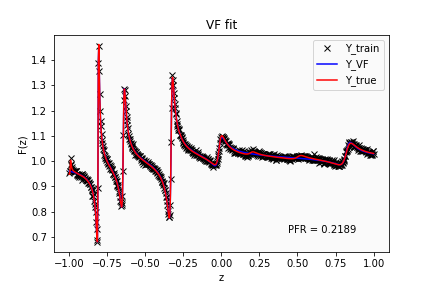 VF fit
Y_train
Y_VF
Y_true
F(z)
1.4
1.3
1.2
1.1
1.0
0.9
0.8
0.7
PFR = 0.2189
−1.00 −0.75 −0.50 −0.25 0.00 0.25 0.50 0.75 1.00
z